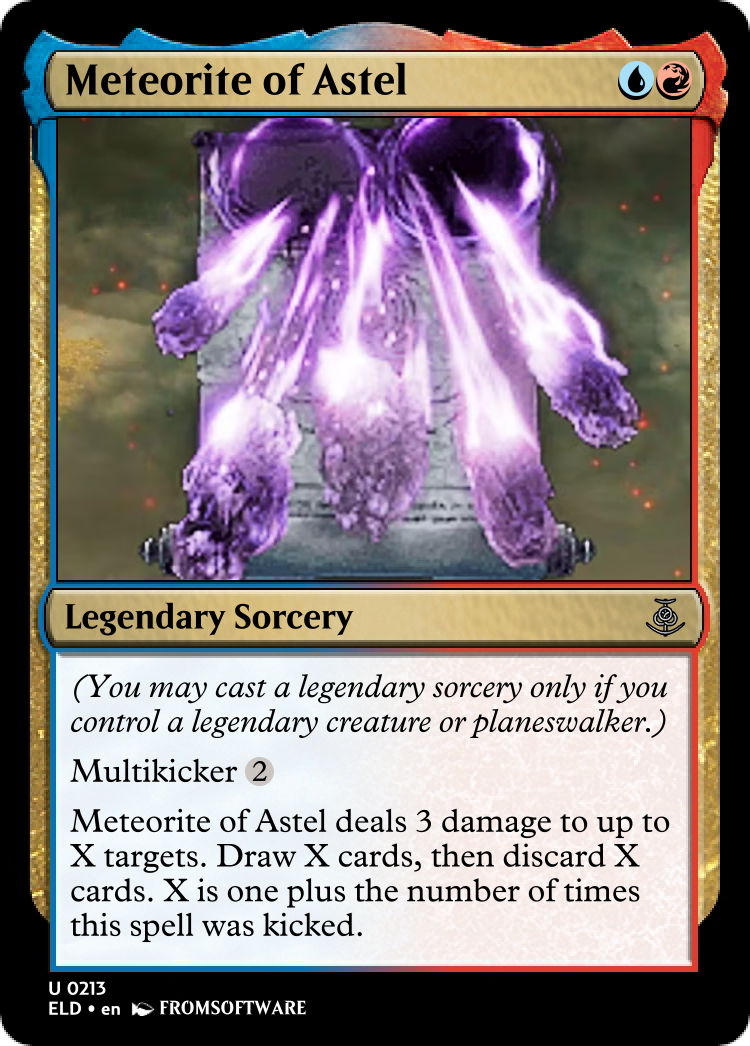 Meteorite of Astel
Legendary Sorcery
(You may cast a legendary sorcery only if you
control a legendary creature or planeswalker.)
Multikicker 2
Meteorite of Astel deals 3 damage to up to
X targets. Draw X cards, then discard X
cards. X is one plus the number of times
this spell was kicked.
U 0213
ELD • en FROMSOFTWARE